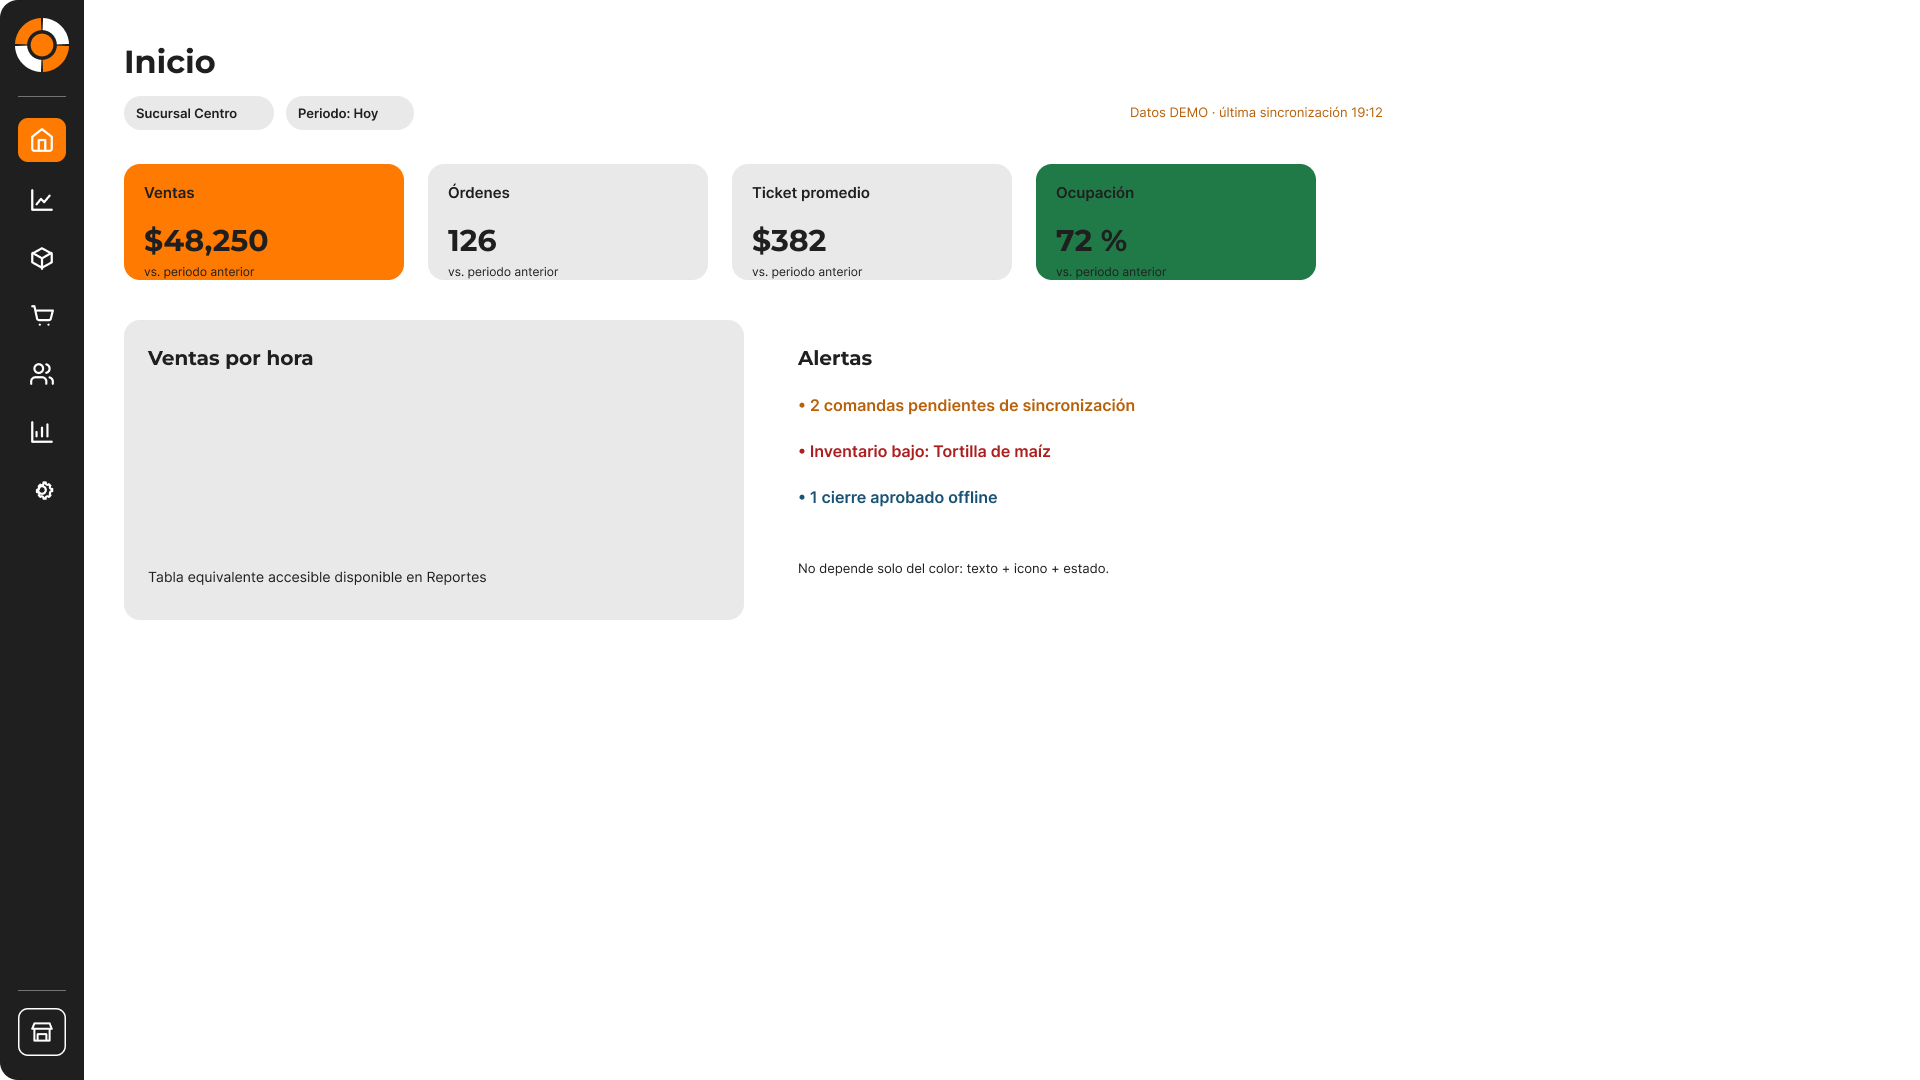 Inicio
Sucursal Centro
Periodo: Hoy
Datos DEMO · última sincronización 19:12
Ventas
$48,250
vs. periodo anterior
Órdenes
126
vs. periodo anterior
Ticket promedio
$382
vs. periodo anterior
Ocupación
72 %
vs. periodo anterior
Ventas por hora
Tabla equivalente accesible disponible en Reportes
Alertas
• 2 comandas pendientes de sincronización
• Inventario bajo: Tortilla de maíz
• 1 cierre aprobado offline
No depende solo del color: texto + icono + estado.